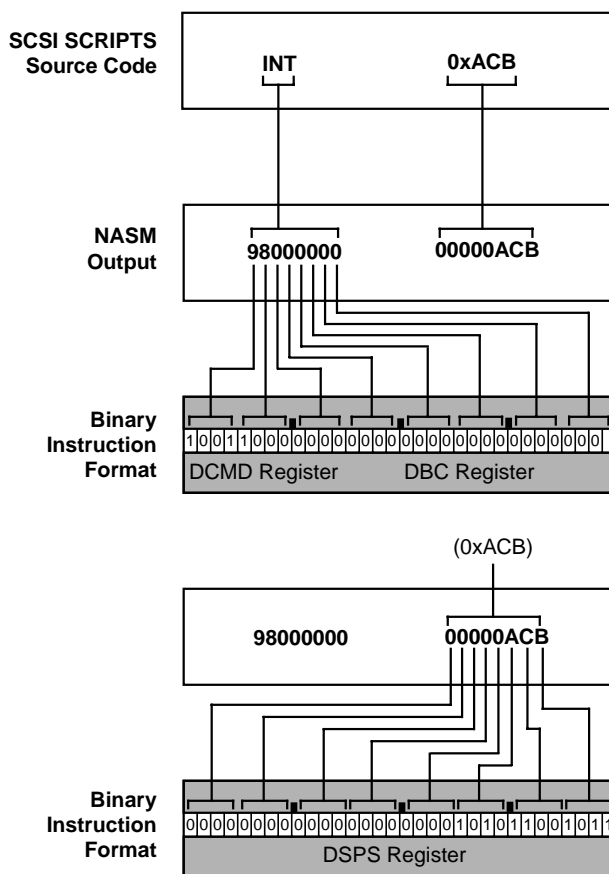 SCSI SCRIPTS
Source Code
INT 0xACB
NASM
Output
98000000 00000ACB
Binary
Instruction
Format
1001100000000000000000000000000
DCMD Register DBC Register
(0xACB)
98000000 00000ACB
Binary
Instruction
Format
00000000000000000000101011001011
DSPS Register